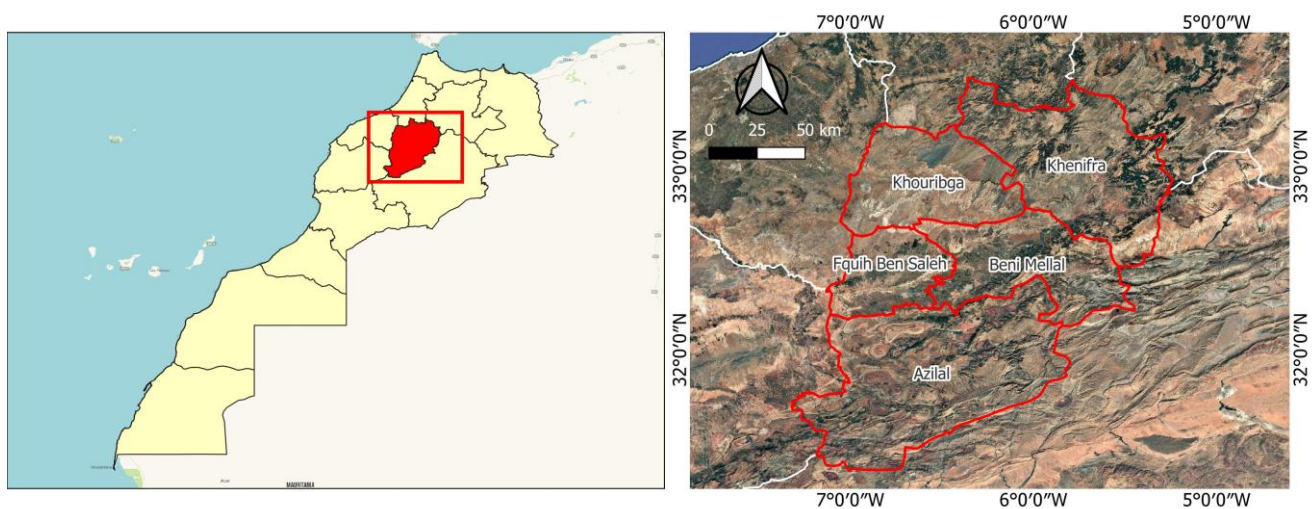 MAURITANIA
7°0'0"W 6°0'0"W 5°0'0"W
0 25 50 km
33°0'0"N
32°0'0"N
Khenifra
Khouribga
Fquih Ben Saleh
Beni Mellal
Azilal
33°0'0"N
32°0'0"N
7°0'0"W 6°0'0"W 5°0'0"W